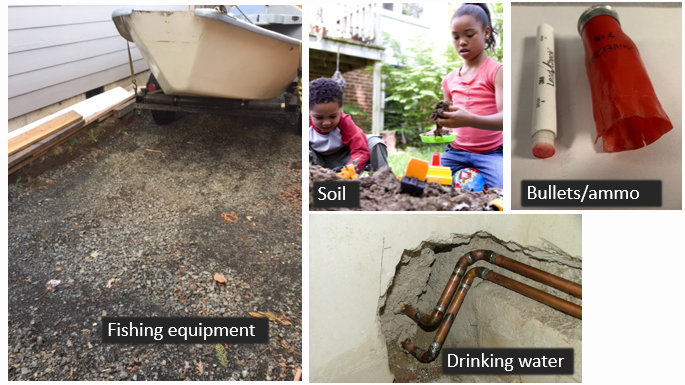 Soil
Bullets/ammo
Fishing equipment
Drinking water